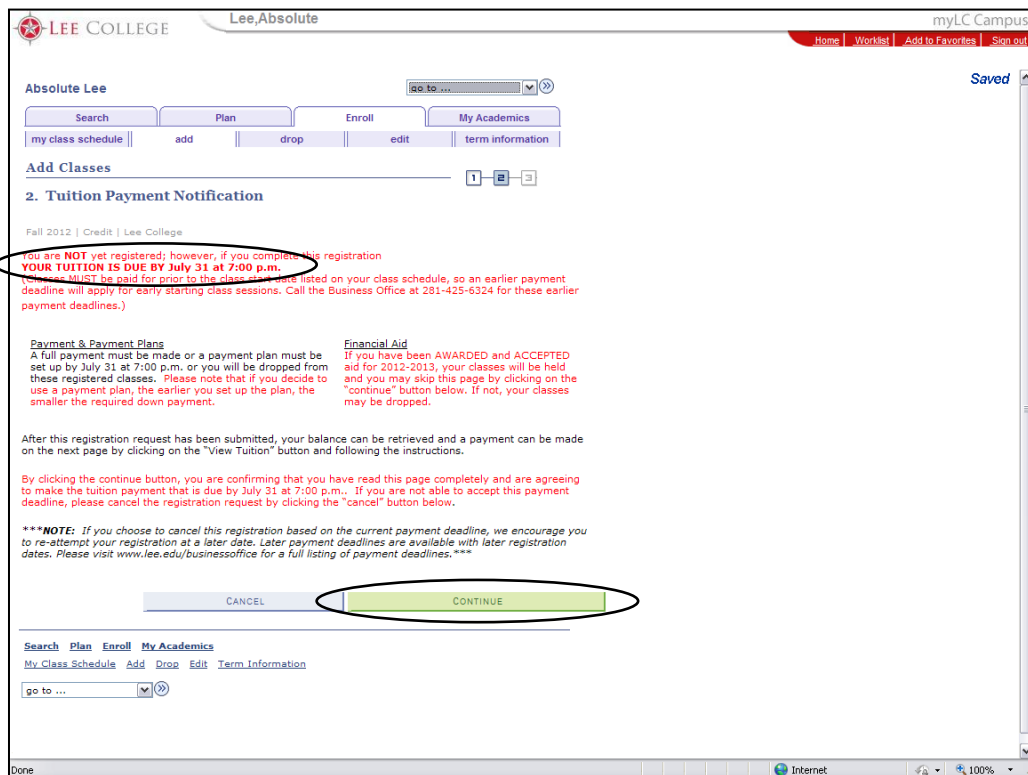 LEE COLLEGE
Lee,Absolute
myLC Campus
Home Worklist Add to Favorites Sign out
Saved
Absolute Lee
go to ...
Search Plan Enroll My Academics
my class schedule add drop edit term information
Add Classes
1 2 3
2. Tuition Payment Notification
Fall 2012 | Credit | Lee College
You are NOT yet registered; however, if you complete this registration
YOUR TUITION IS DUE BY July 31 at 7:00 p.m.
(Classes MUST be paid for prior to the class start date listed on your class schedule, so an earlier payment
deadline will apply for early starting class sessions. Call the Business Office at 281-425-6324 for these earlier
payment deadlines.)
Payment & Payment Plans
A full payment must be made or a payment plan must be
set up by July 31 at 7:00 p.m. or you will be dropped from
these registered classes. Please note that if you decide to
use a payment plan, the earlier you set up the plan, the
smaller the required down payment.
Financial Aid
If you have been AWARDED and ACCEPTED
aid for 2012-2013, your classes will be held
and you may skip this page by clicking on the
"continue" button below. If not, your classes
may be dropped.
After this registration request has been submitted, your balance can be retrieved and a payment can be made
on the next page by clicking on the "View Tuition" button and following the instructions.
By clicking the continue button, you are confirming that you have read this page completely and are agreeing
to make the tuition payment that is due by July 31 at 7:00 p.m.. If you are not able to accept this payment
deadline, please cancel the registration request by clicking the "cancel" button below.
***NOTE: If you choose to cancel this registration based on the current payment deadline, we encourage you
to re-attempt your registration at a later date. Later payment deadlines are available with later registration
dates. Please visit www.lee.edu/businessoffice for a full listing of payment deadlines.***
CANCEL CONTINUE
Search Plan Enroll My Academics
My Class Schedule Add Drop Edit Term Information
go to ...
Done Internet 100%